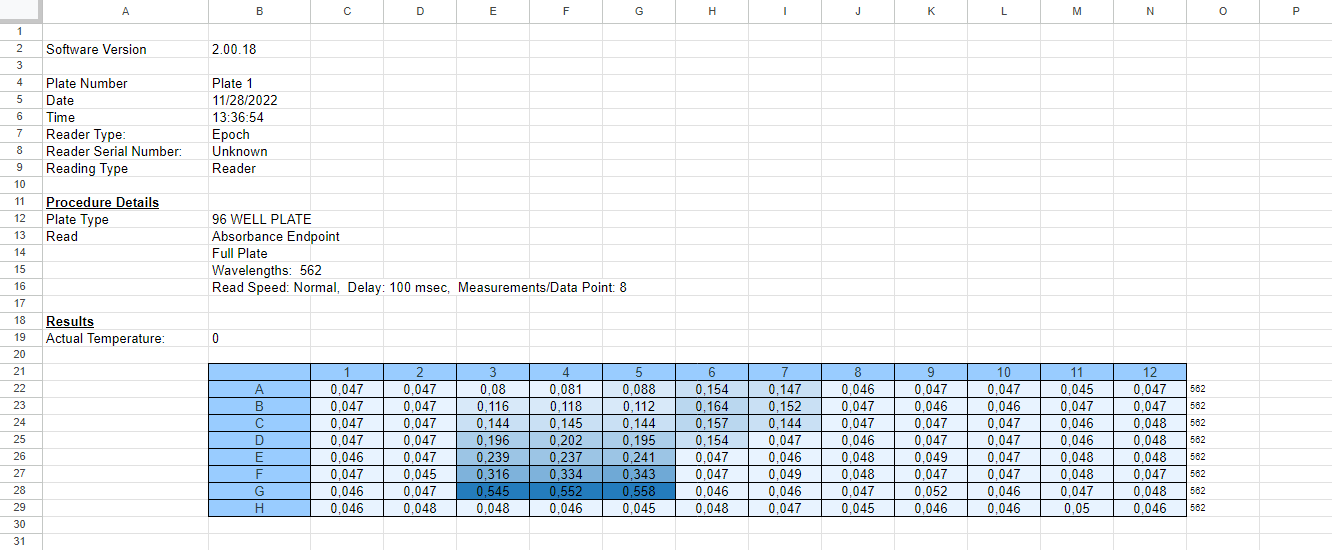 A B C D E F G H I J K L M N O P
1
2 Software Version 2.00.18
3
4 Plate Number Plate 1
5 Date 11/28/2022
6 Time 13:36:54
7 Reader Type: Epoch
8 Reader Serial Number: Unknown
9 Reading Type Reader
10
11 Procedure Details
12 Plate Type 96 WELL PLATE
13 Read Absorbance Endpoint
14 Full Plate
15 Wavelengths: 562
16 Read Speed: Normal, Delay: 100 msec, Measurements/Data Point: 8
17
18 Results
19 Actual Temperature: 0
20
21 1 2 3 4 5 6 7 8 9 10 11 12
22 A 0,047 0,047 0,08 0,081 0,088 0,154 0,147 0,046 0,047 0,047 0,045 0,047 562
23 B 0,047 0,047 0,116 0,118 0,112 0,164 0,152 0,047 0,046 0,046 0,047 0,047 562
24 C 0,047 0,047 0,144 0,145 0,144 0,157 0,144 0,047 0,047 0,047 0,046 0,048 562
25 D 0,047 0,047 0,196 0,202 0,195 0,154 0,047 0,046 0,047 0,047 0,046 0,048 562
26 E 0,046 0,047 0,239 0,237 0,241 0,047 0,046 0,048 0,049 0,047 0,048 0,048 562
27 F 0,047 0,045 0,316 0,334 0,343 0,047 0,049 0,048 0,047 0,047 0,048 0,047 562
28 G 0,046 0,047 0,545 0,552 0,558 0,046 0,046 0,047 0,052 0,046 0,047 0,048 562
29 H 0,046 0,048 0,048 0,046 0,045 0,048 0,047 0,045 0,046 0,046 0,05 0,046 562
30
31